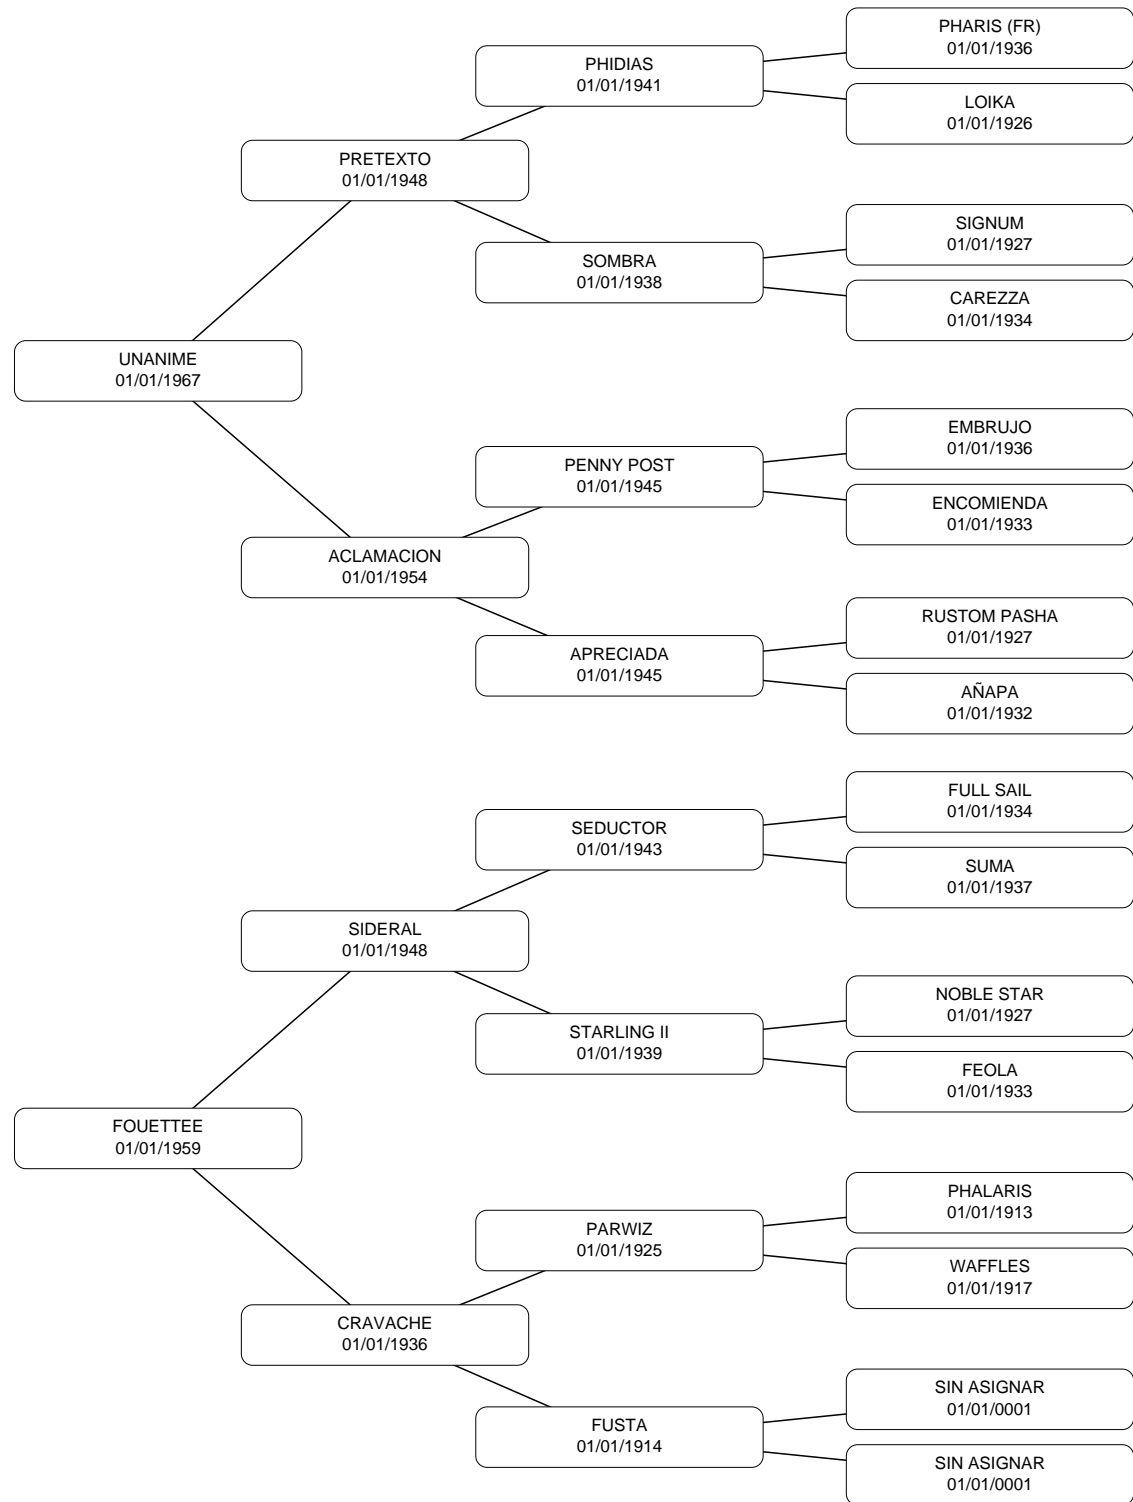 PHARIS (FR)
01/01/1936
PHIDIAS
01/01/1941
LOIKA
01/01/1926
PRETEXTO
01/01/1948
SIGNUM
01/01/1927
SOMBRA
01/01/1938
CAREZZA
01/01/1934
UNANIME
01/01/1967
EMBRUJO
01/01/1936
PENNY POST
01/01/1945
ENCOMIENDA
01/01/1933
ACLAMACION
01/01/1954
RUSTOM PASHA
01/01/1927
APRECIADA
01/01/1945
AÑAPA
01/01/1932
FULL SAIL
01/01/1934
SEDUCTOR
01/01/1943
SUMA
01/01/1937
SIDERAL
01/01/1948
NOBLE STAR
01/01/1927
STARLING II
01/01/1939
FEOLA
01/01/1933
FOUETTEE
01/01/1959
PHALARIS
01/01/1913
PARWIZ
01/01/1925
WAFFLES
01/01/1917
CRAVACHE
01/01/1936
SIN ASIGNAR
01/01/0001
FUSTA
01/01/1914
SIN ASIGNAR
01/01/0001